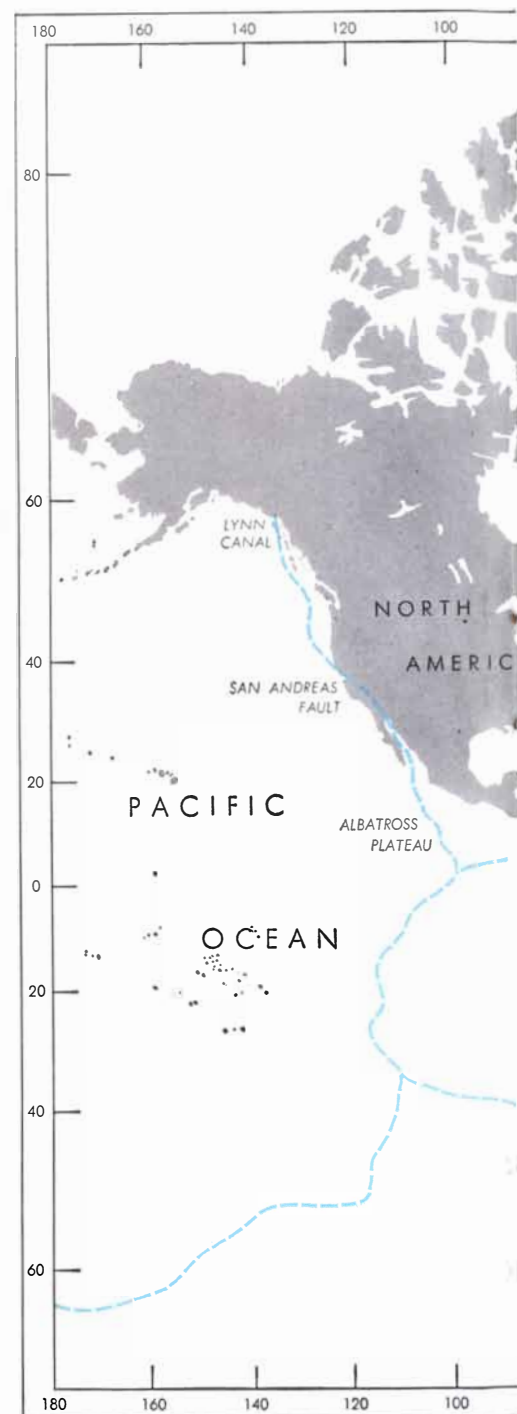 180 160 140 120 100
80
60
LYNN
CANAL
NORTH
AMERIC
40
SAN ANDREAS
FAULT
20
PACIFIC
ALBATROSS
PLATEAU
0
OCEAN
20
40
60
180 160 140 120 100